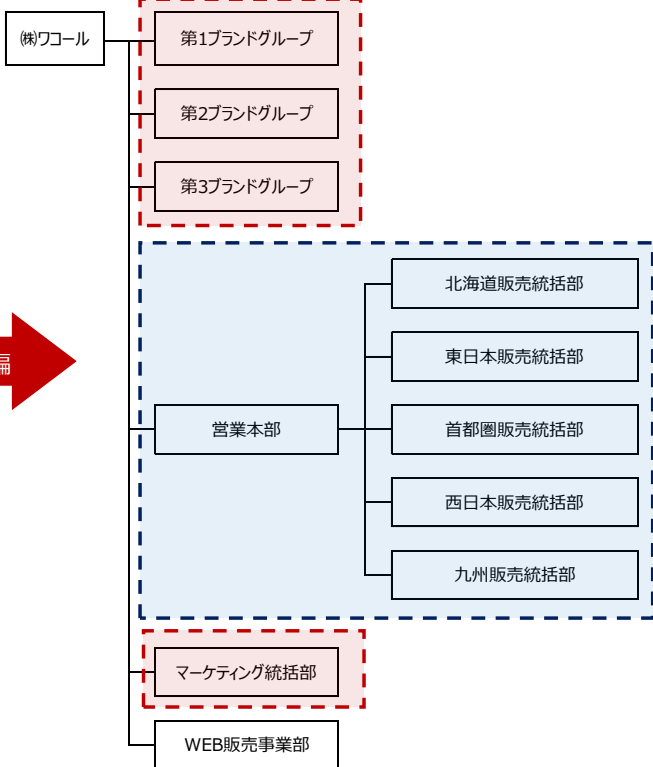 ㈱ワコール
第1ブランドグループ
第2ブランドグループ
第3ブランドグループ
北海道販売統括部
東日本販売統括部
編
営業本部
首都圏販売統括部
西日本販売統括部
九州販売統括部
マーケティング統括部
WEB販売事業部